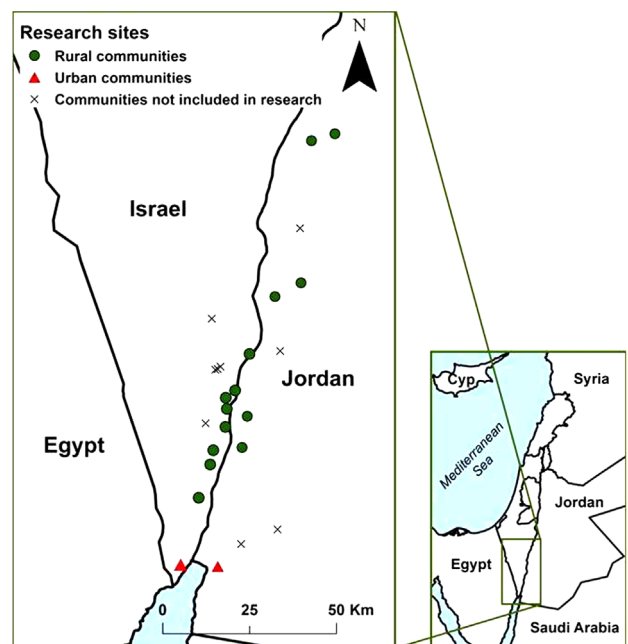 Research sites
Rural communities
Urban communities
Communities not included in research
N
Israel
Jordan
Egypt
0 25 50 Km
Cyp.
Syria
Mediterranean
Sea
Jordan
Egypt
Saudi Arabia